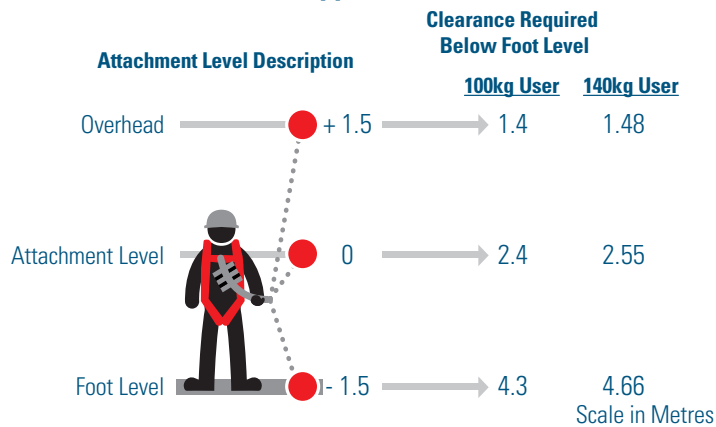 Clearance Required
Below Foot Level
Attachment Level Description
100kg User 140kg User
Overhead + 1.5 1.4 1.48
Attachment Level 0 2.4 2.55
Foot Level - 1.5 4.3 4.66
Scale in Metres